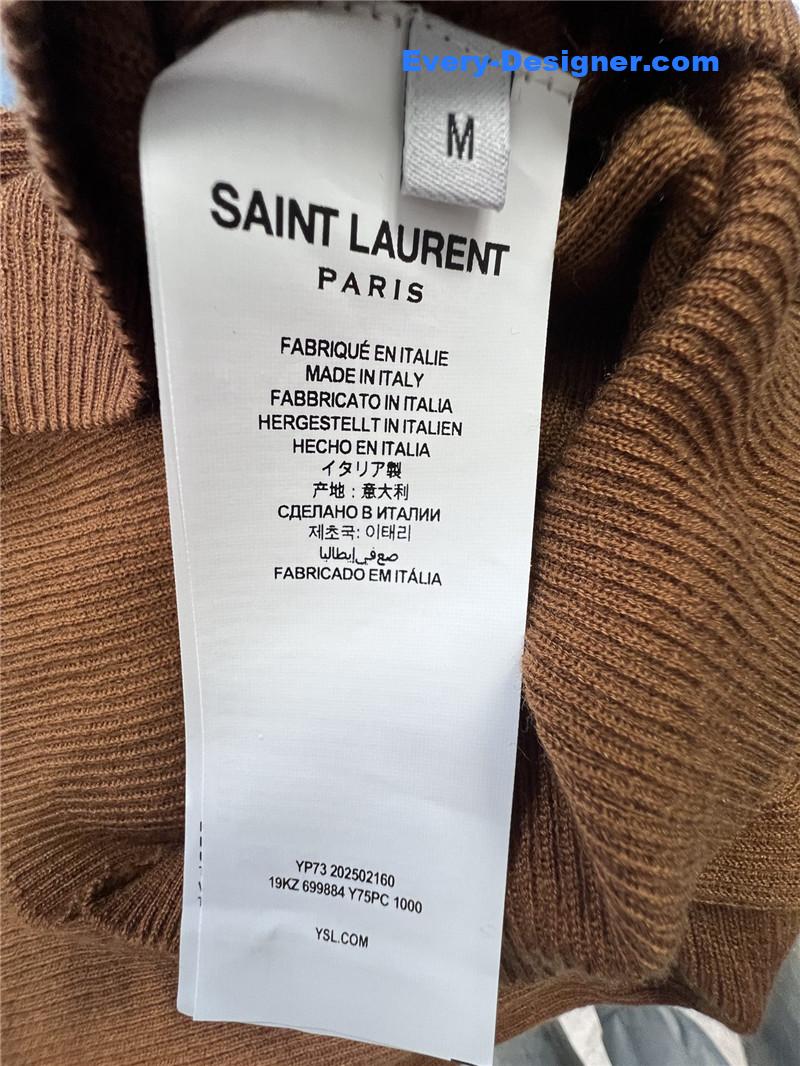 Every-Designer.com
M
SAINT LAURENT
PARIS
FABRIQUÉ EN ITALIE
MADE IN ITALY
FABBRICATO IN ITALIA
HERGESTELLT IN ITALIEN
HECHO EN ITALIA
イタリア製
产地：意大利
СДЕЛАНО В ИТАЛИИ
제조국: 이태리
صع في إيطاليا
FABRICADO EM ITÁLIA
YP73 202502160
19KZ 699884 Y75PC 1000
YSL.COM